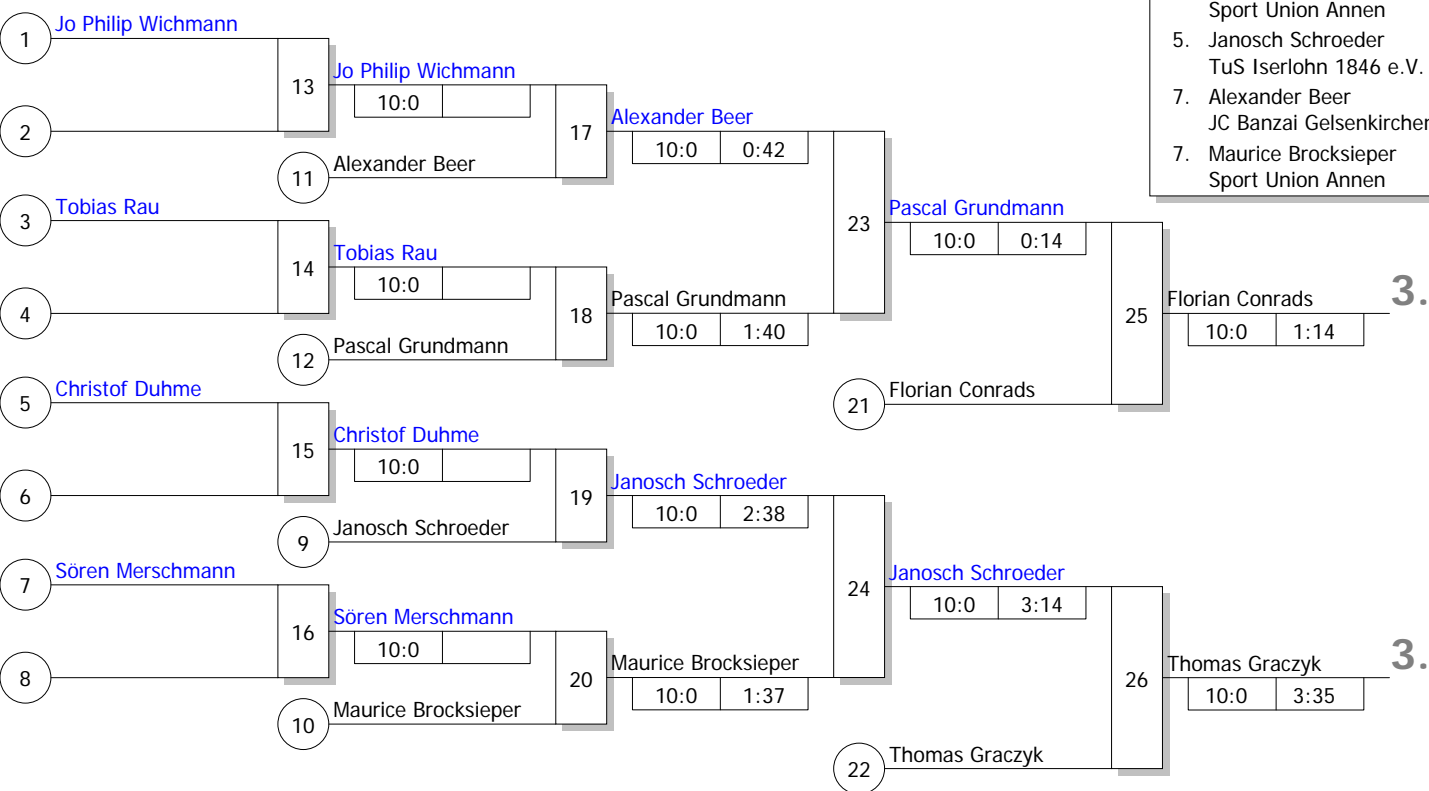 Sport Union Annen
5. Janosch Schroeder
TuS Iserlohn 1846 e.V.
7. Alexander Beer
JC Banzai Gelsenkirchen
7. Maurice Brocksieper
Sport Union Annen
1 Jo Philip Wichmann
13 Jo Philip Wichmann
10:0
2
17 Alexander Beer
10:0 0:42
11 Alexander Beer
3 Tobias Rau
14 Tobias Rau
10:0
4
23 Pascal Grundmann
10:0 0:14
18 Pascal Grundmann
10:0 1:40
12 Pascal Grundmann
25 Florian Conrads 3.
10:0 1:14
21 Florian Conrads
5 Christof Duhme
15 Christof Duhme
10:0
6
19 Janosch Schroeder
10:0 2:38
9 Janosch Schroeder
7 Sören Merschmann
16 Sören Merschmann
10:0
8
24 Janosch Schroeder
10:0 3:14
20 Maurice Brocksieper
10:0 1:37
10 Maurice Brocksieper
26 Thomas Graczyk 3.
10:0 3:35
22 Thomas Graczyk